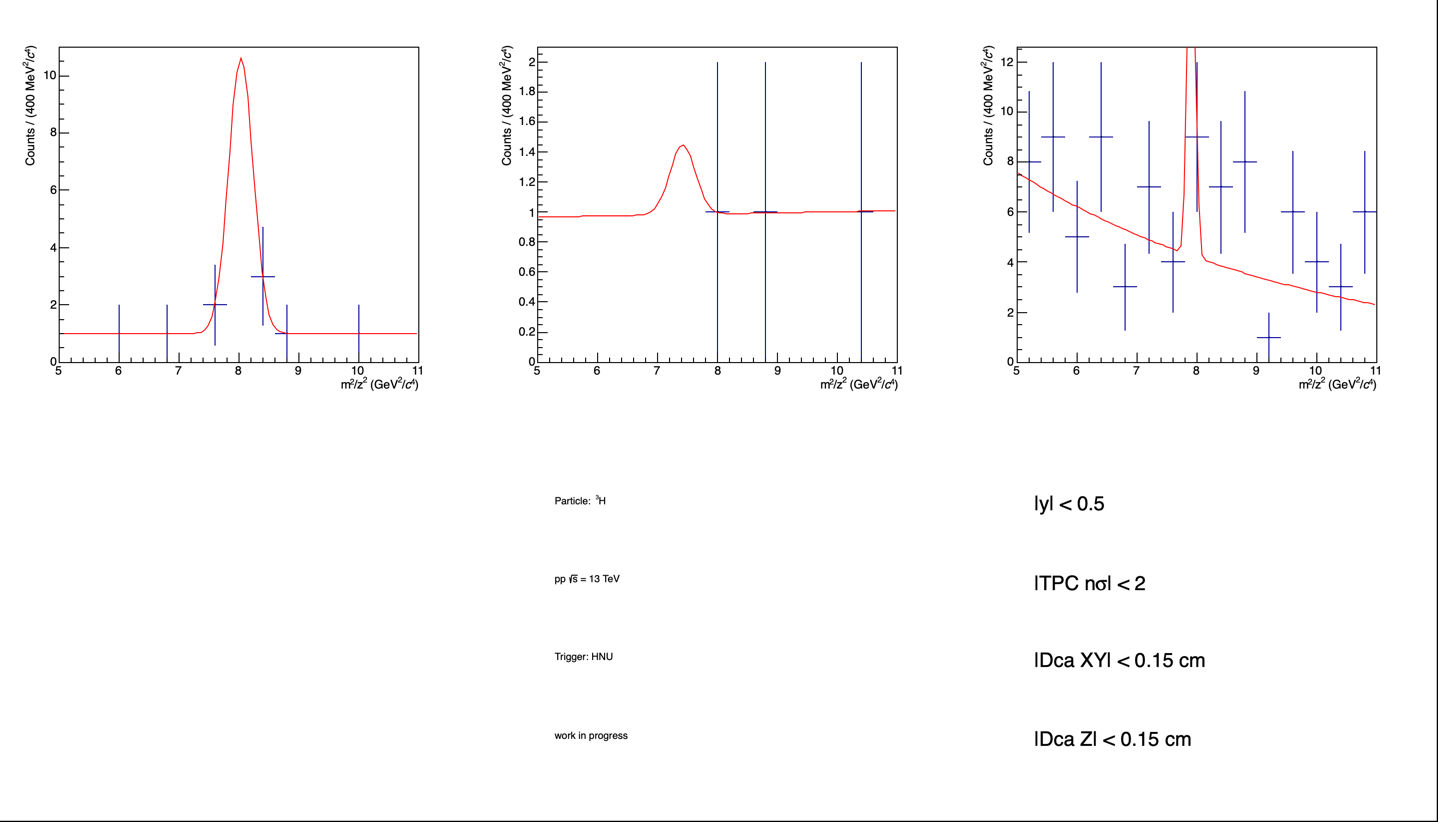 Counts / (400 MeV²/c⁴)
10
8
6
4
2
0
5 6 7 8 9 10 11
m²/z² (GeV²/c⁴)
Counts / (400 MeV²/c⁴)
2
1.8
1.6
1.4
1.2
1
0.8
0.6
0.4
0.2
0
5 6 7 8 9 10 11
m²/z² (GeV²/c⁴)
Counts / (400 MeV²/c⁴)
12
10
8
6
4
2
0
5 6 7 8 9 10 11
m²/z² (GeV²/c⁴)
Particle: ³H
pp √s = 13 TeV
Trigger: HNU
work in progress
|y| < 0.5
|TPC nσ| < 2
|Dca XY| < 0.15 cm
|Dca Z| < 0.15 cm